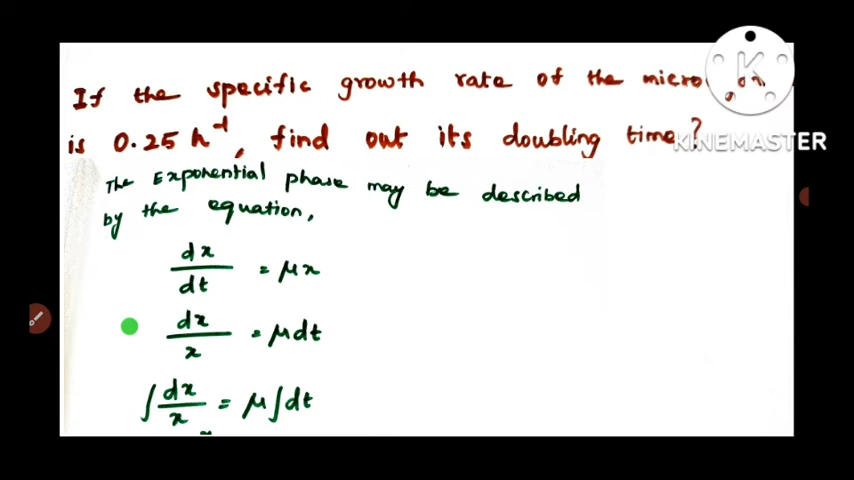 If the specific growth rate of the
is 0.25 h⁻¹, find out its doubling time?
KINEMASTER
The Exponential phase may be described
by the equation,
dx/dt = μx
dx/x = μdt
∫dx/x = μ∫dt